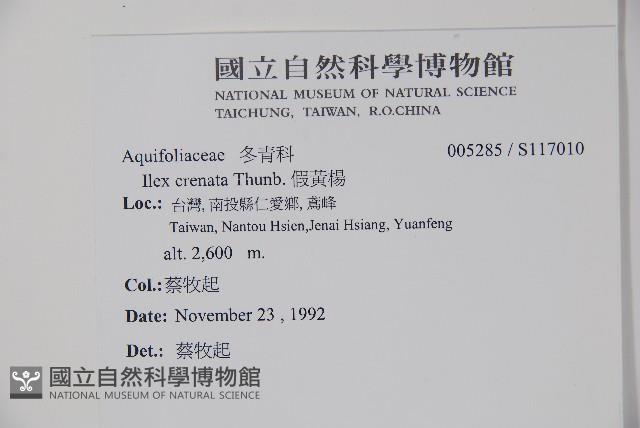 國立自然科學博物館
NATIONAL MUSEUM OF NATURAL SCIENCE
TAICHUNG, TAIWAN, R.O.CHINA
Aquifoliaceae 冬青科 005285 / S117010
Ilex crenata Thunb. 假黃楊
Loc.: 台灣, 南投縣仁愛鄉, 鳶峰
Taiwan, Nantou Hsien,Jenai Hsiang, Yuanfeng
alt. 2,600 m.
Col.: 蔡牧起
Date: November 23 , 1992
Det.: 蔡牧起
國立自然科學博物館
NATIONAL MUSEUM OF NATURAL SCIENCE